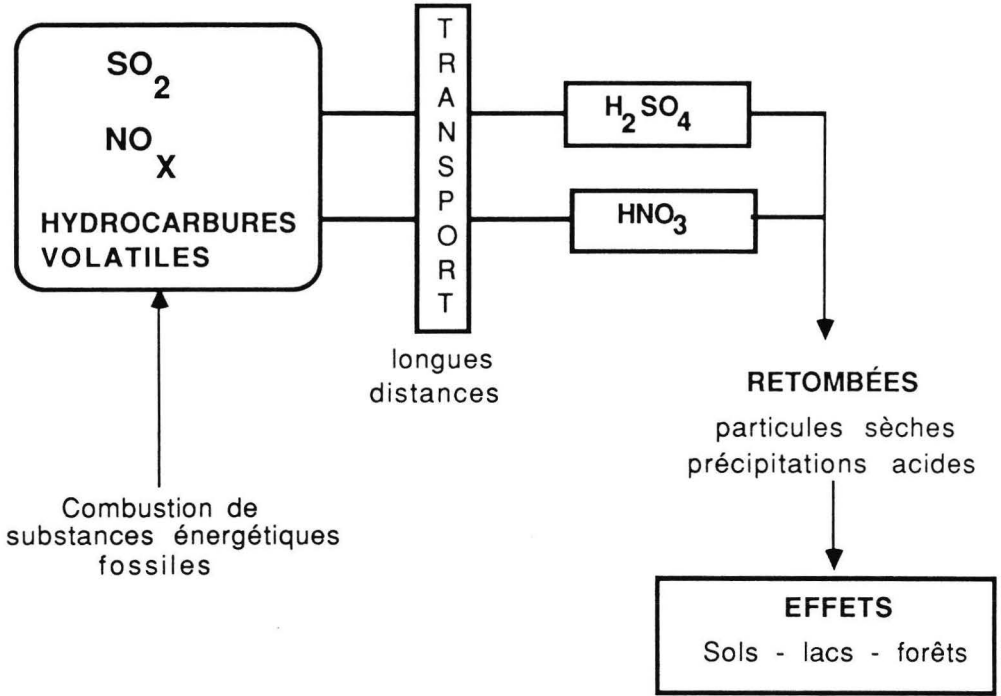 SO2
NOX
HYDROCARBURES
VOLATILES
TRANSPORT
longues
distances
H2SO4
HNO3
RETOMBÉES
particules sèches
précipitations acides
Combustion de
substances énergétiques
fossiles
EFFETS
Sols - lacs - forêts